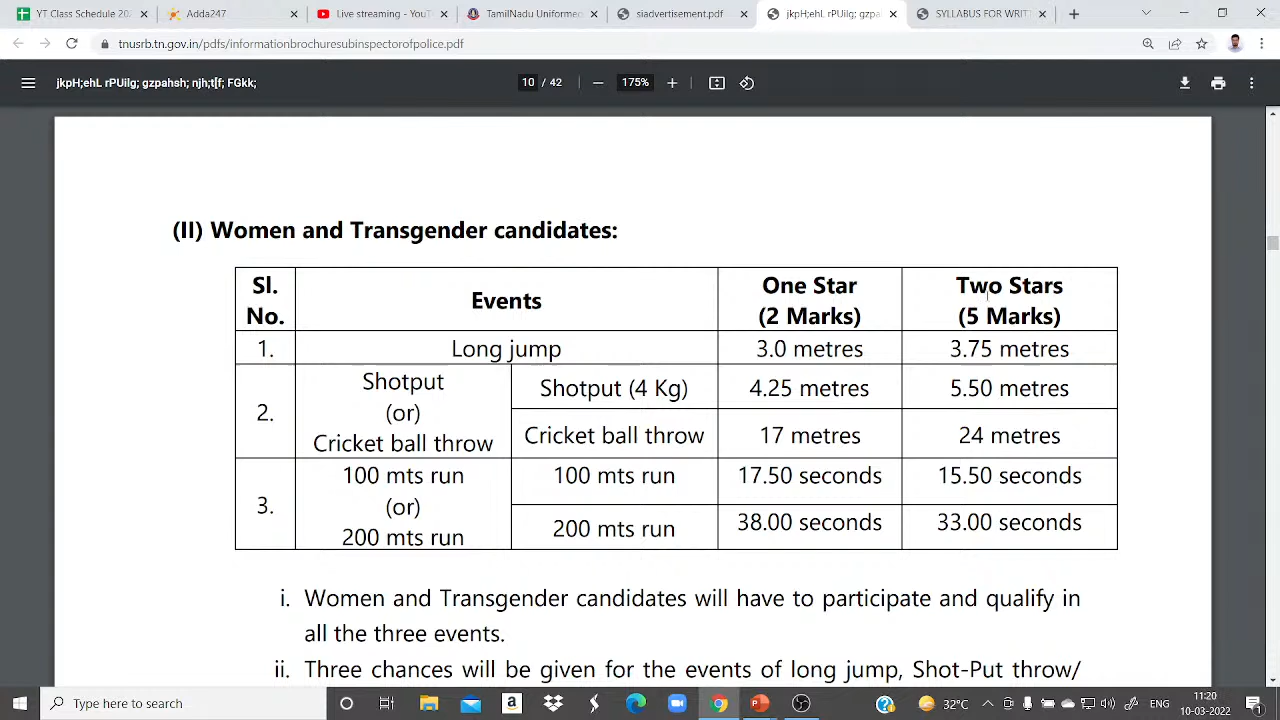 YT Class Schedule 202
Adda247
Live streaming - YouT
TamilNadu Uniformed
siadvertisement.pdf
jkpH;ehL rPUilg; gzpa
SYLLABUS FOR WRI
tnusrb.tn.gov.in/pdfs/informationbrochuresubinspectorofpolice.pdf
jkpH;ehL rPUilg; gzpahsh; njh;t[f; FGkk;
10 / 42
175%
(II) Women and Transgender candidates:
Sl. No.
Events
One Star (2 Marks)
Two Stars (5 Marks)
1.
Long jump
3.0 metres
3.75 metres
2.
Shotput
(or)
Cricket ball throw
Shotput (4 Kg)
4.25 metres
5.50 metres
Cricket ball throw
17 metres
24 metres
3.
100 mts run
(or)
200 mts run
100 mts run
17.50 seconds
15.50 seconds
200 mts run
38.00 seconds
33.00 seconds
i. Women and Transgender candidates will have to participate and qualify in
all the three events.
ii. Three chances will be given for the events of long jump, Shot-Put throw/
Type here to search
32°C
ENG
11:20
10-03-2022